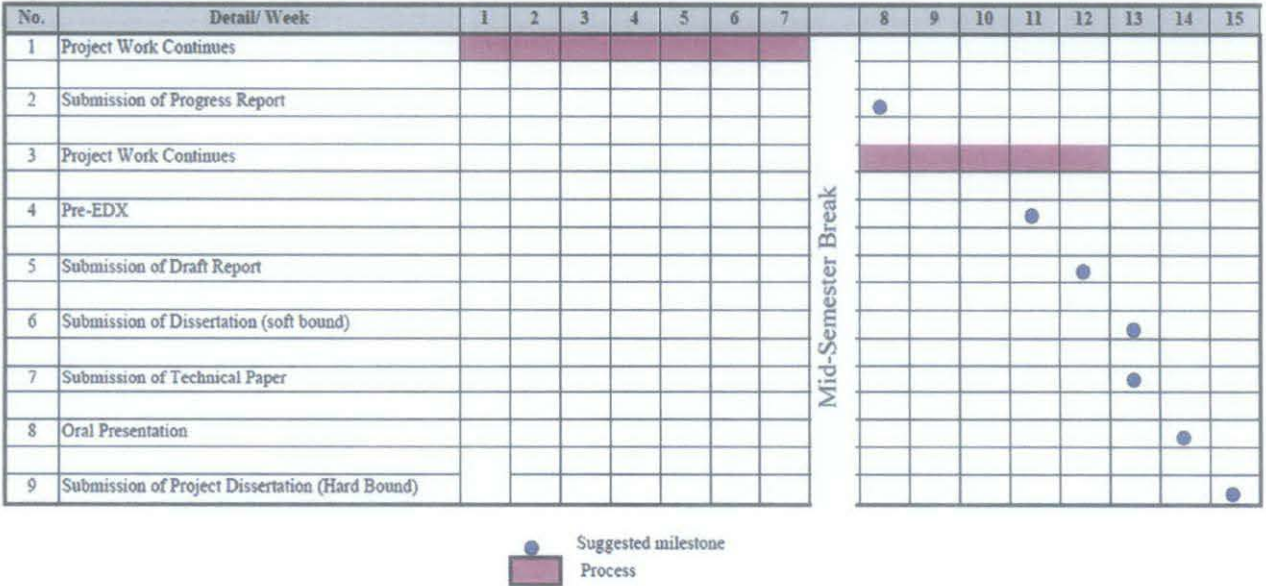 No. Detail/ Week 1 2 3 4 5 6 7 8 9 10 11 12 13 14 15
1 Project Work Continues
2 Submission of Progress Report
3 Project Work Continues
4 Pre-EDX
5 Submission of Draft Report
6 Submission of Dissertation (soft bound)
7 Submission of Technical Paper
8 Oral Presentation
9 Submission of Project Dissertation (Hard Bound)
Mid-Semester Break
Suggested milestone
Process